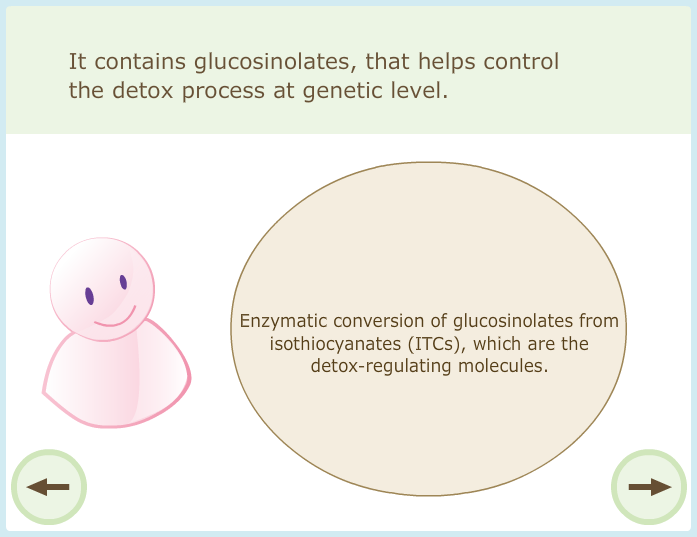 It contains glucosinolates, that helps control
the detox process at genetic level.
Enzymatic conversion of glucosinolates from
isothiocyanates (ITCs), which are the
detox-regulating molecules.